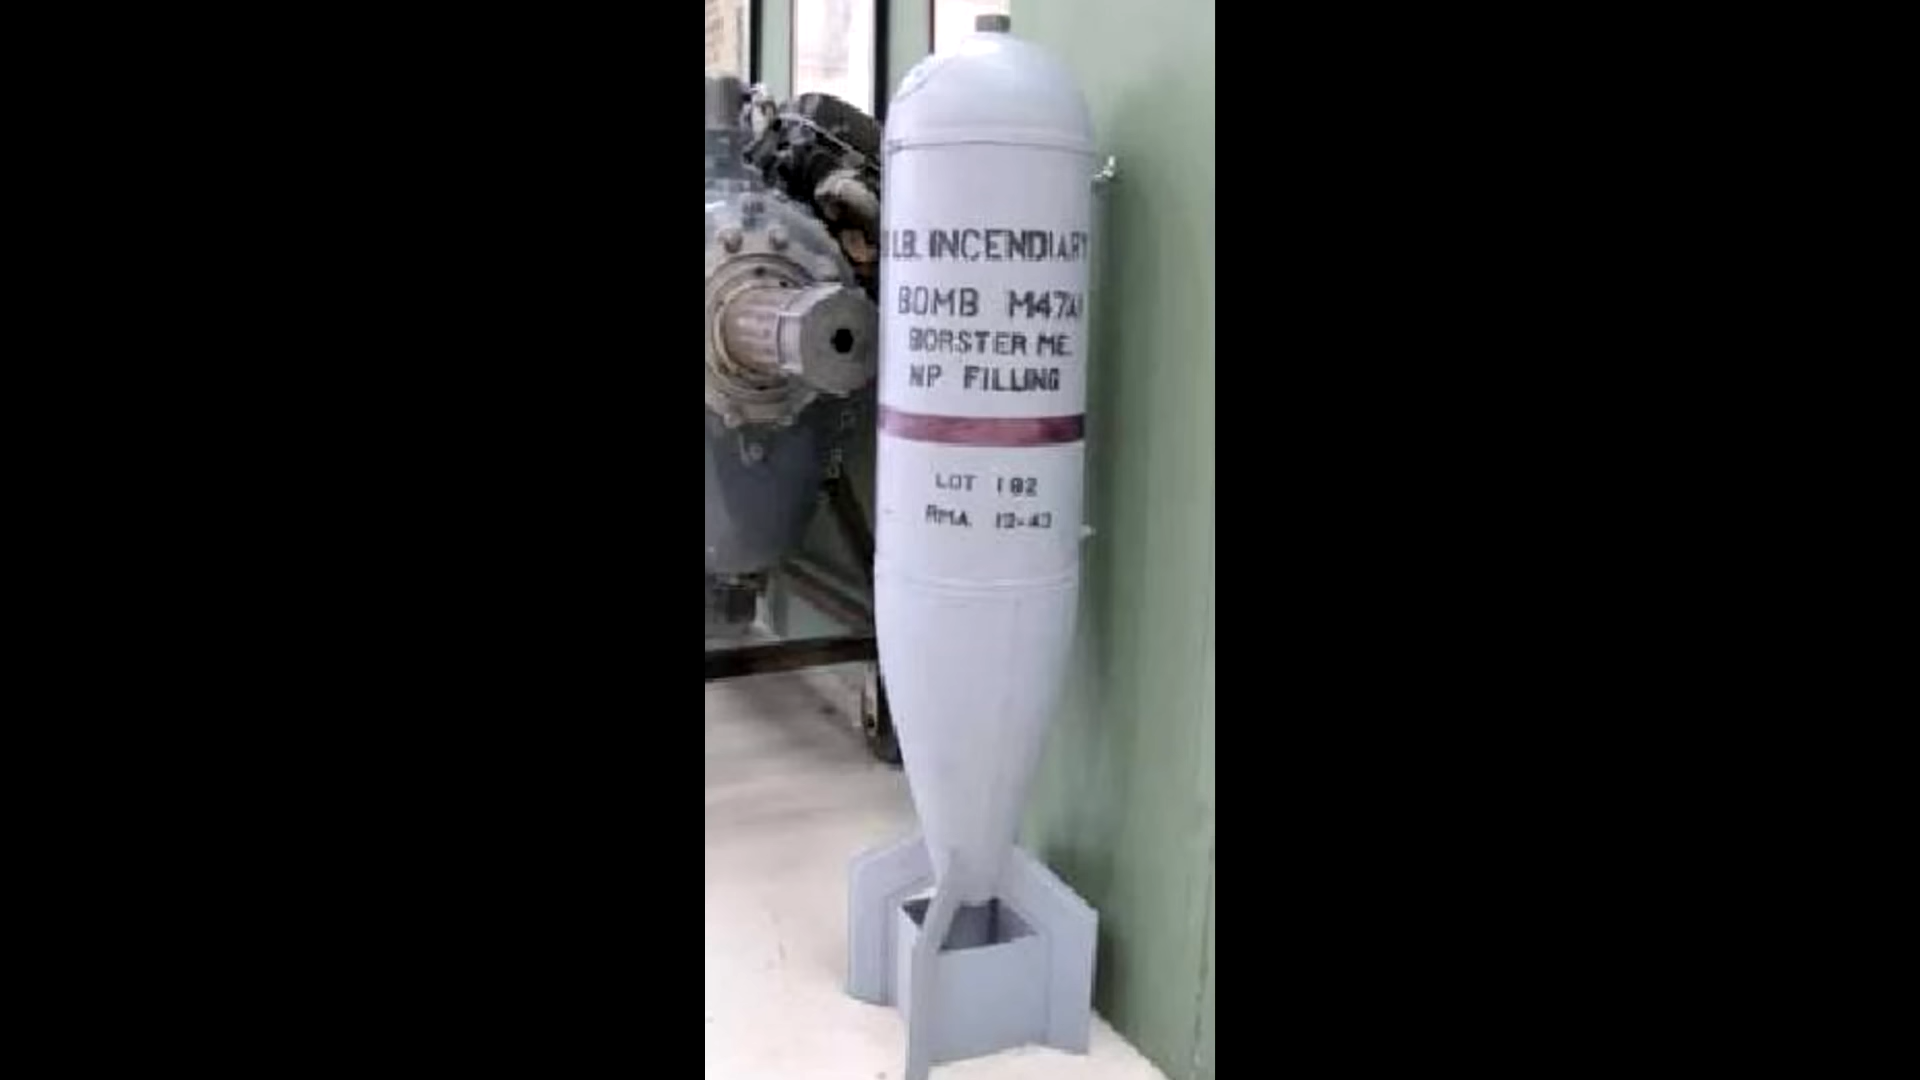 LB. INCENDIARY
BOMB M47A
BORSTER ME.
NP FILLING
LOT 182
RMA. 12-43